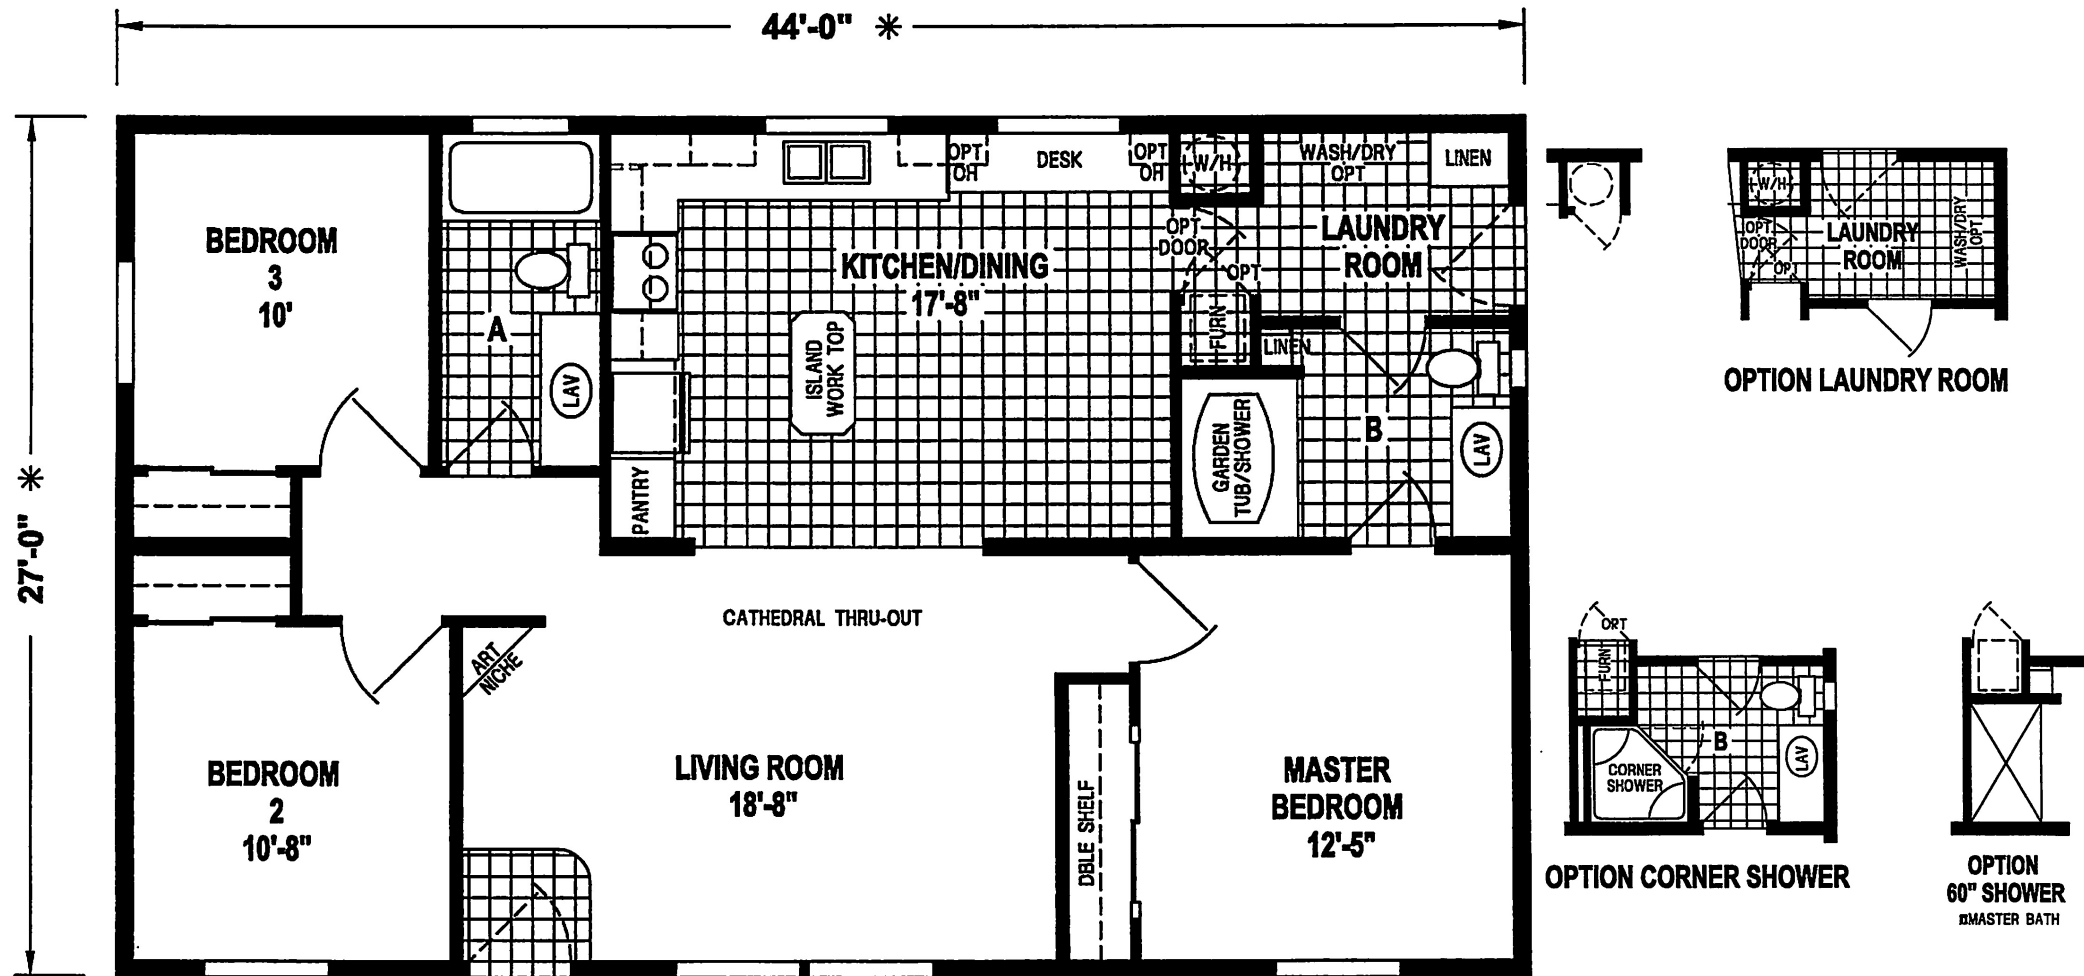 44'-0" *
27'-0" *
BEDROOM
3
10'
A
LAV
OPT
OH
DESK
OPT
OH
W/H
WASH/DRY
OPT
LINEN
KITCHEN/DINING
17'-8"
ISLAND
WORK TOP
PANTRY
OPT
DOOR
OPT
FURN
LAUNDRY
ROOM
LINEN
GARDEN
TUB/SHOWER
B
LAV
CATHEDRAL THRU-OUT
ART
NICHE
BEDROOM
2
10'-8"
LIVING ROOM
18'-8"
DBLE SHELF
MASTER
BEDROOM
12'-5"
W/H
OPT
DOOR
LAUNDRY
ROOM
WASH/DRY
OPT
OPTION LAUNDRY ROOM
OPT
FURN
B
LAV
CORNER
SHOWER
OPTION CORNER SHOWER
OPTION
60" SHOWER
MASTER BATH